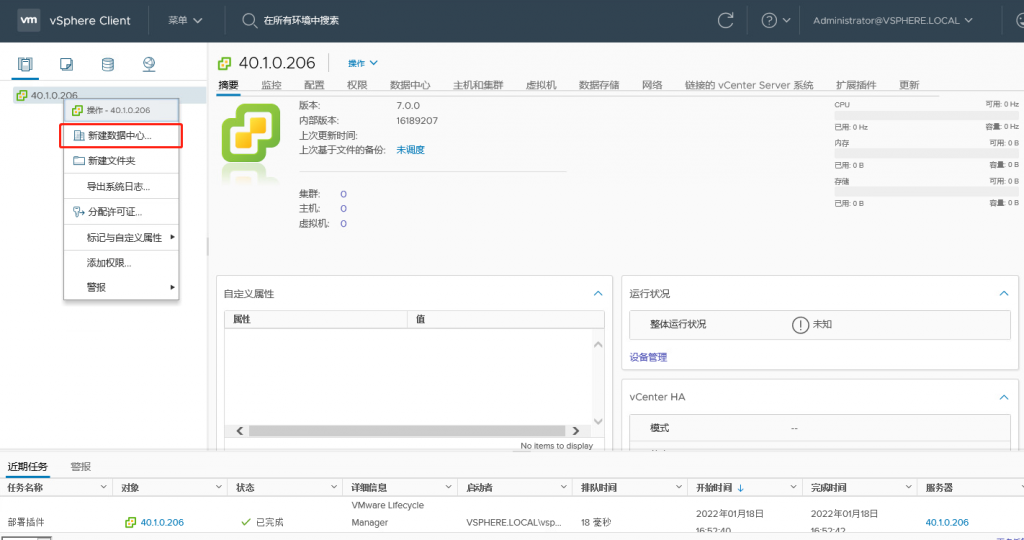 vm vSphere Client 菜单 在所有环境中搜索 Administrator@VSPHERE.LOCAL
40.1.0.206
操作 - 40.1.0.206
新建数据中心...
新建文件夹
导出系统日志...
分配许可证...
标记与自定义属性
添加权限...
警报
40.1.0.206 操作
摘要 监控 配置 权限 数据中心 主机和集群 虚拟机 数据存储 网络 链接的 vCenter Server 系统 扩展插件 更新
版本: 7.0.0
内部版本: 16189207
上次更新时间:
上次基于文件的备份: 未调度
集群: 0
主机: 0
虚拟机: 0
CPU 可用: 0 Hz
已用: 0 Hz 容量: 0 Hz
内存 可用: 0 B
已用: 0 B 容量: 0 B
存储 可用: 0 B
已用: 0 B 容量: 0 B
自定义属性
属性 值
No items to display
运行状况
整体运行状况 未知
设备管理
vCenter HA
模式 --
近期任务 警报
任务名称 对象 状态 详细信息 启动者 排队时间 开始时间 ↓ 完成时间 服务器
部署插件 40.1.0.206 已完成 VMware Lifecycle Manager VSPHERE.LOCAL\vsp... 18 毫秒 2022年01月18日 16:52:40 2022年01月18日 16:52:42 40.1.0.206